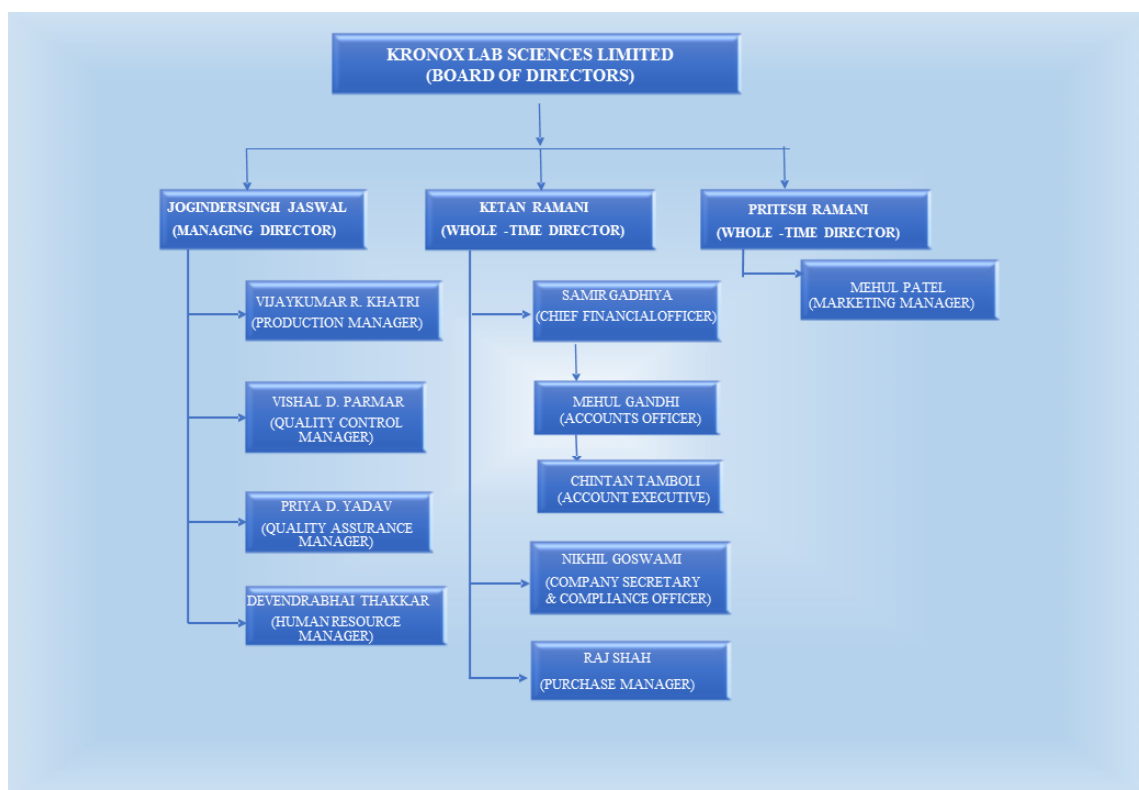 KRONOX LAB SCIENCES LIMITED
(BOARD OF DIRECTORS)
JOGINDERSINGH JASWAL
(MANAGING DIRECTOR)
KETAN RAMANI
(WHOLE -TIME DIRECTOR)
PRITESH RAMANI
(WHOLE -TIME DIRECTOR)
VIJAYKUMAR R. KHATRI
(PRODUCTION MANAGER)
VISHAL D. PARMAR
(QUALITY CONTROL
MANAGER)
PRIYA D. YADAV
(QUALITY ASSURANCE
MANAGER)
DEVENDRABHAI THAKKAR
(HUMAN RESOURCE
MANAGER)
SAMIR GADHIYA
(CHIEF FINANCIALOFFICER)
MEHUL GANDHI
(ACCOUNTS OFFICER)
CHINTAN TAMBOLI
(ACCOUNT EXECUTIVE)
NIKHIL GOSWAMI
(COMPANY SECRETARY
& COMPLIANCE OFFICER)
RAJ SHAH
(PURCHASE MANAGER)
MEHUL PATEL
(MARKETING MANAGER)